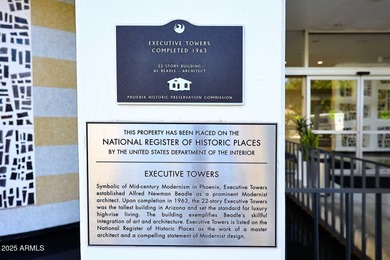 EXECUTIVE TOWERS
COMPLETED 1963
22 STORY BUILDING
AL BEADLE - ARCHITECT
PHOENIX HISTORIC PRESERVATION COMMISSION
THIS PROPERTY HAS BEEN PLACED ON THE
NATIONAL REGISTER OF HISTORIC PLACES
BY THE UNITED STATES DEPARTMENT OF THE INTERIOR
EXECUTIVE TOWERS
Symbolic of Mid-century Modernism in Phoenix, Executive Towers
established Alfred Newman Beadle as a prominent Modernist
architect. Upon completion in 1963, the 22-story Executive Towers
was the tallest building in Arizona and set the standard for luxury
high-rise living. The building exemplifies Beadle's skillful
integration of art and architecture. Executive Towers is listed on the
National Register of Historic Places as the work of a master
architect and a compelling statement of Modernist design.
© 2025 ARMLS